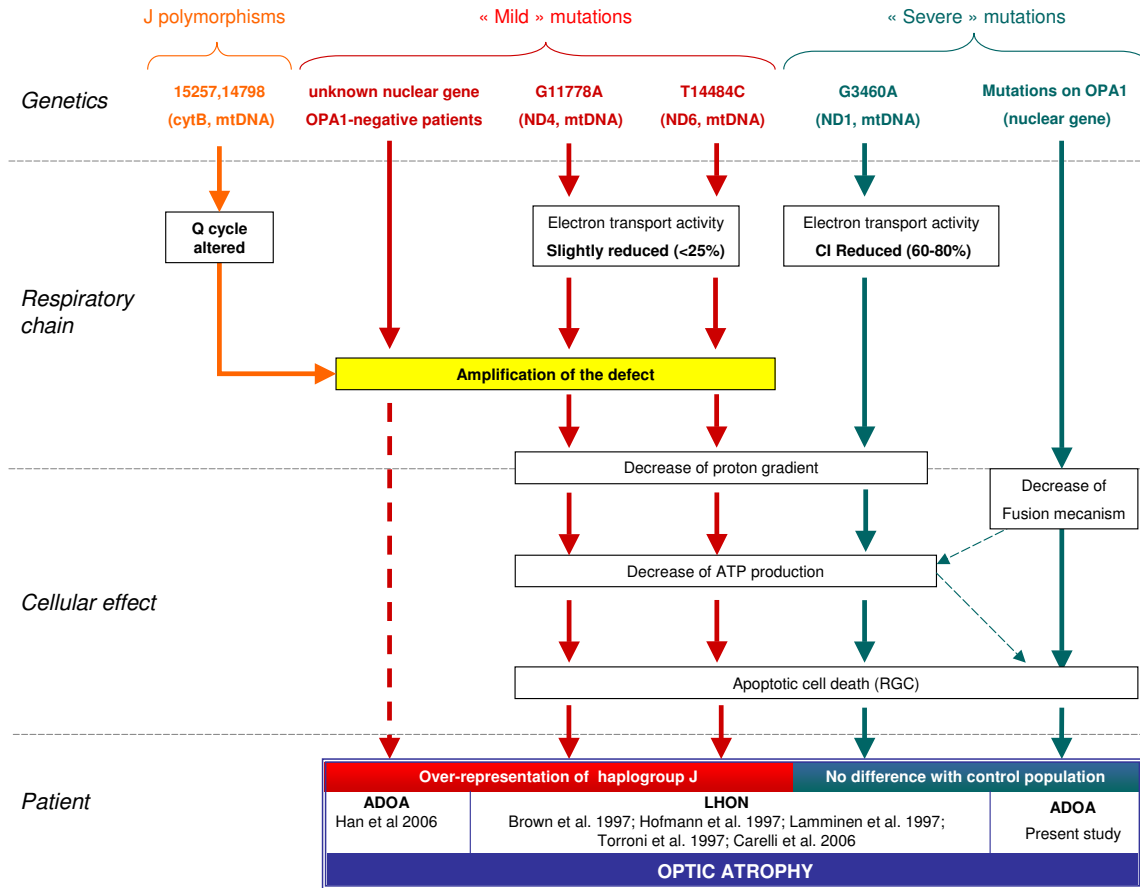 J polymorphisms
« Mild » mutations
« Severe » mutations
Genetics
15257,14798
(cytB, mtDNA)
unknown nuclear gene
OPA1-negative patients
G11778A
(ND4, mtDNA)
T14484C
(ND6, mtDNA)
G3460A
(ND1, mtDNA)
Mutations on OPA1
(nuclear gene)
Respiratory
chain
Q cycle
altered
Electron transport activity
Slightly reduced (<25%)
Electron transport activity
CI Reduced (60-80%)
Amplification of the defect
Cellular effect
Decrease of proton gradient
Decrease of
Fusion mecanism
Decrease of ATP production
Apoptotic cell death (RGC)
Patient
Over-representation of haplogroup J
No difference with control population
ADOA
Han et al 2006
LHON
Brown et al. 1997; Hofmann et al. 1997; Lamminen et al. 1997;
Torroni et al. 1997; Carelli et al. 2006
ADOA
Present study
OPTIC ATROPHY